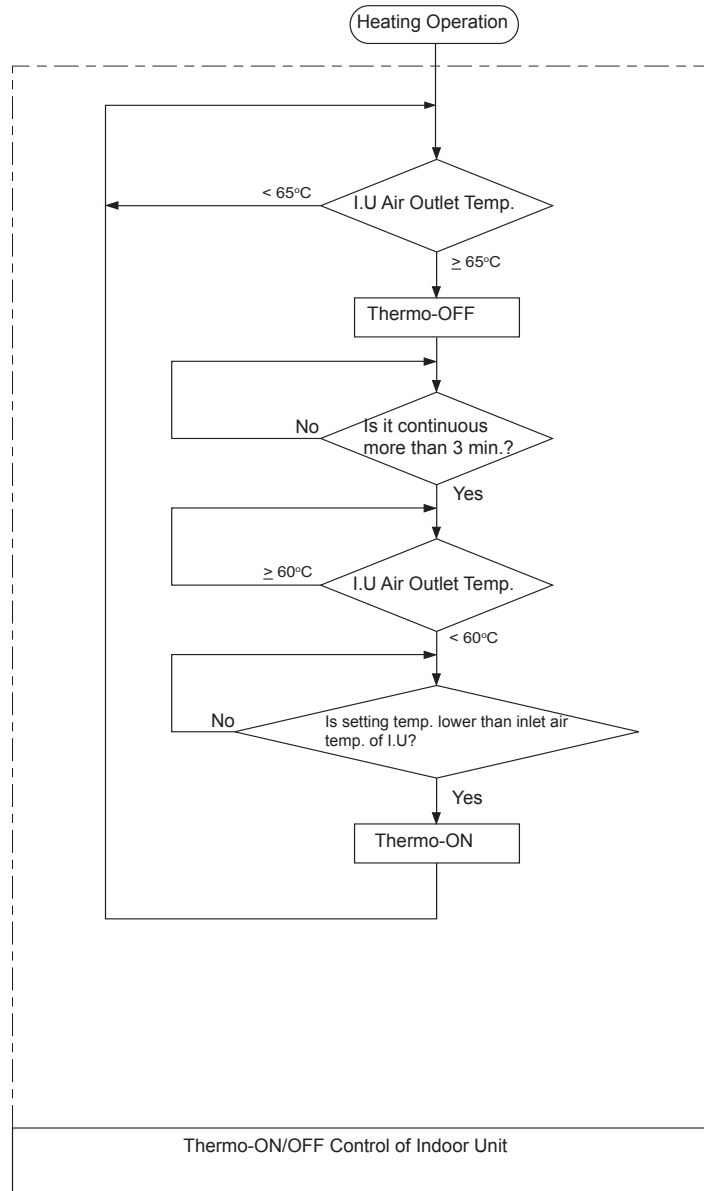 Heating Operation
< 65°C
I.U Air Outlet Temp.
≥ 65°C
Thermo-OFF
No
Is it continuous
more than 3 min.?
Yes
≥ 60°C
I.U Air Outlet Temp.
< 60°C
No
Is setting temp. lower than inlet air
temp. of I.U?
Yes
Thermo-ON
Thermo-ON/OFF Control of Indoor Unit